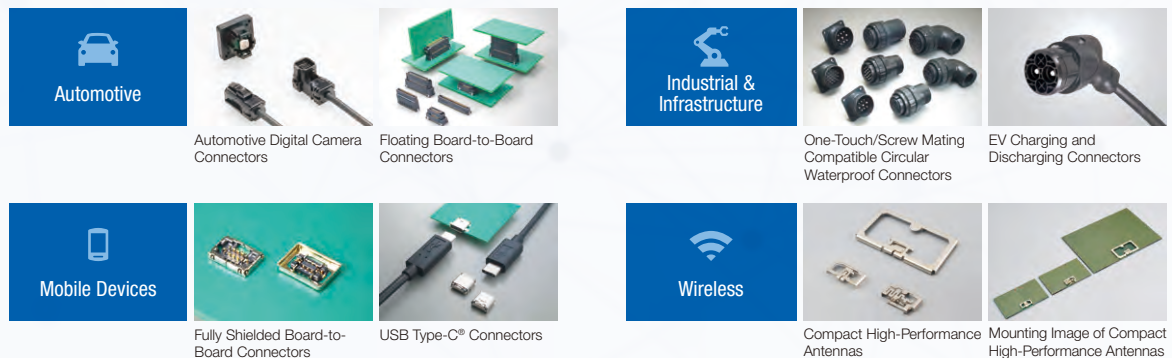 Automotive
Automotive Digital Camera
Connectors
Floating Board-to-Board
Connectors
Industrial &
Infrastructure
One-Touch/Screw Mating
Compatible Circular
Waterproof Connectors
EV Charging and
Discharging Connectors
Mobile Devices
Fully Shielded Board-to-
Board Connectors
USB Type-C® Connectors
Wireless
Compact High-Performance
Antennas
Mounting Image of Compact
High-Performance Antennas